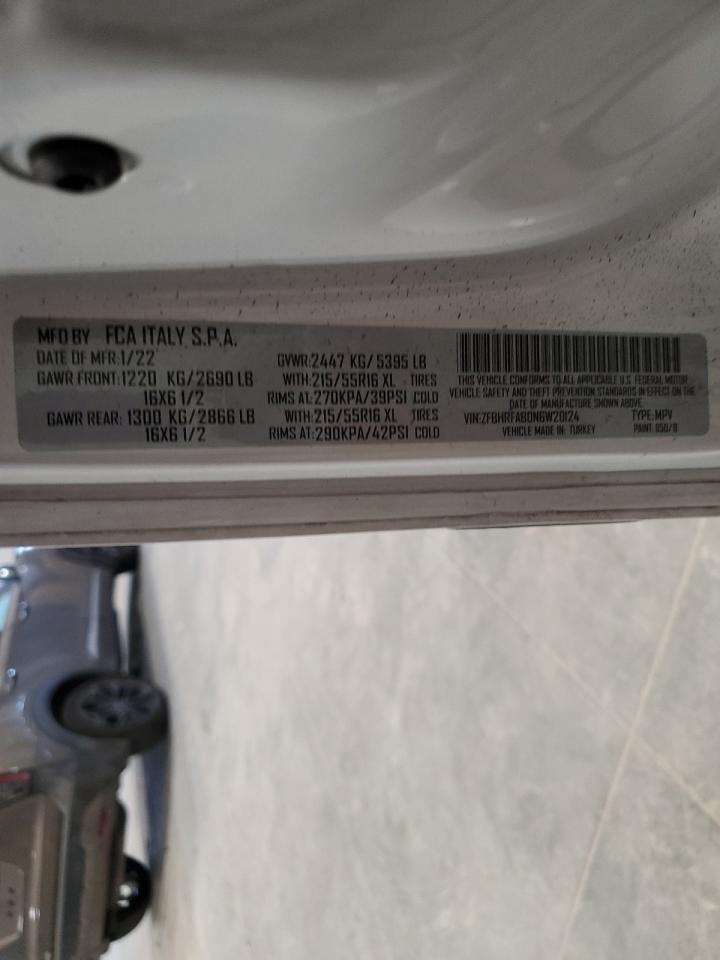 MFD BY FCA ITALY S.P.A.
DATE OF MFR:1/22 GVWR:2447 KG/5395 LB
GAWR FRONT:1220 KG/2690 LB WITH:215/55R16 XL TIRES
16X6 1/2 RIMS AT:270KPA/39PSI COLD
GAWR REAR:1300 KG/2866 LB WITH:215/55R16 XL TIRES
16X6 1/2 RIMS AT:290KPA/42PSI COLD
THIS VEHICLE CONFORMS TO ALL APPLICABLE U.S. FEDERAL MOTOR
VEHICLE SAFETY AND THEFT PREVENTION STANDARDS IN EFFECT ON THE
DATE OF MANUFACTURE SHOWN ABOVE.
VIN:ZFBHRFAB0N6W20124 TYPE:MPV
VEHICLE MADE IN: TURKEY PAINT: 050/B